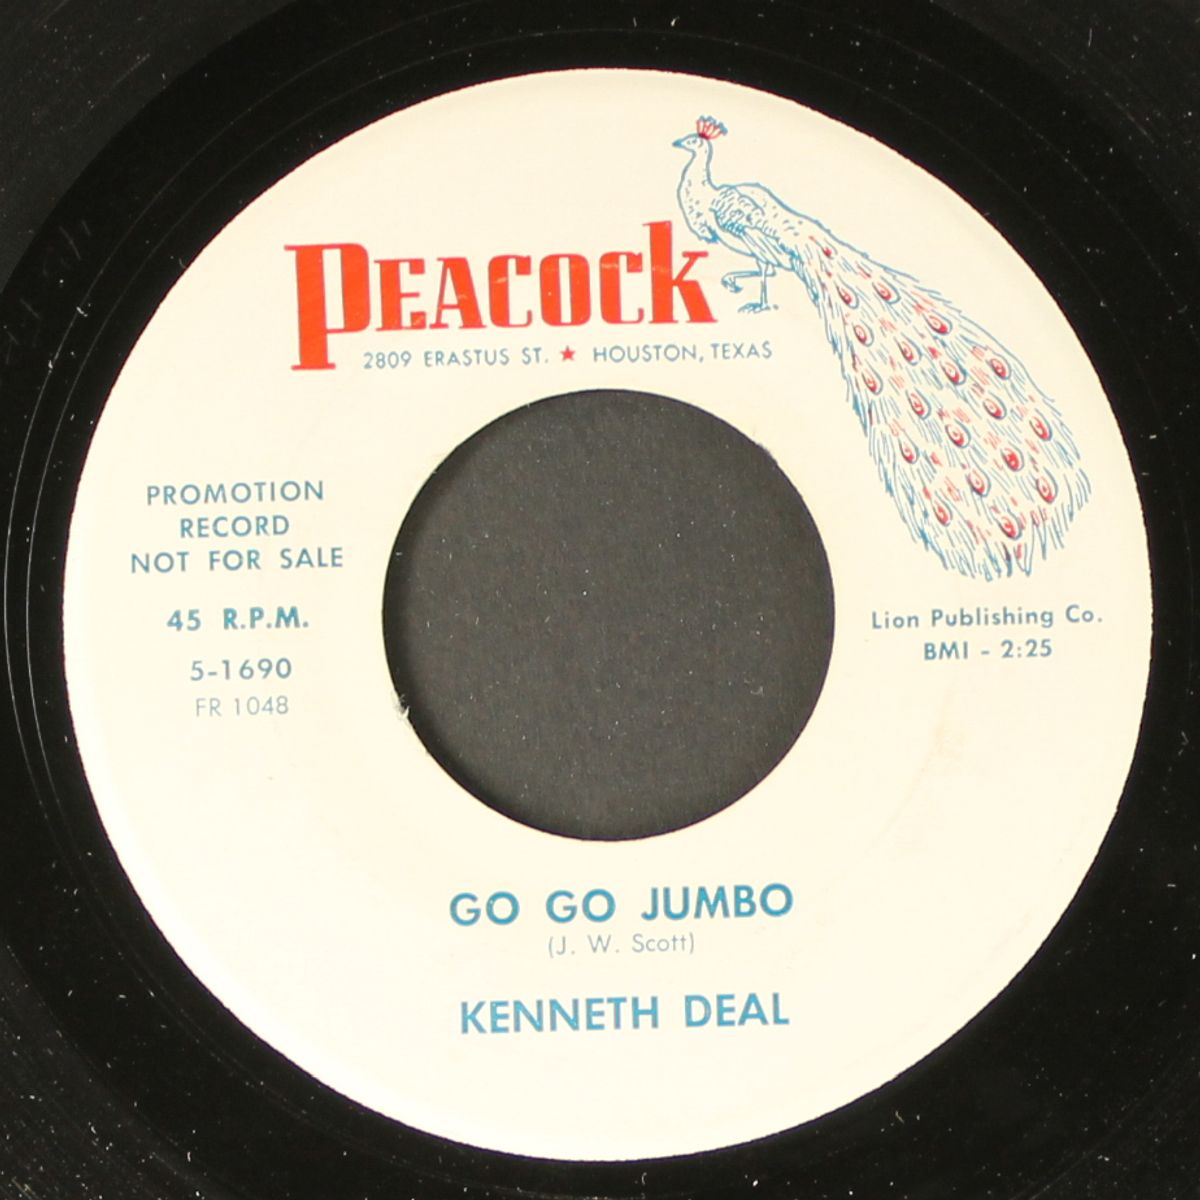 PEACOCK
2809 ERASTUS ST. ★ HOUSTON, TEXAS
PROMOTION
RECORD
NOT FOR SALE
45 R.P.M.
5-1690
FR 1048
Lion Publishing Co.
BMI - 2:25
GO GO JUMBO
(J. W. Scott)
KENNETH DEAL